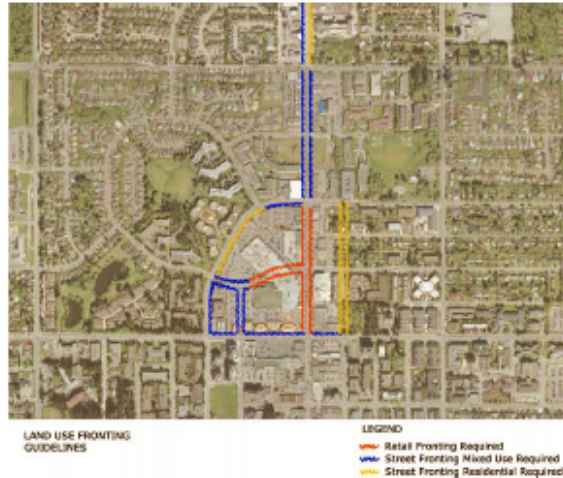 LAND USE FRONTING
GUIDELINES
LEGEND
Retail Fronting Required
Street Fronting Mixed Use Required
Street Fronting Residential Required